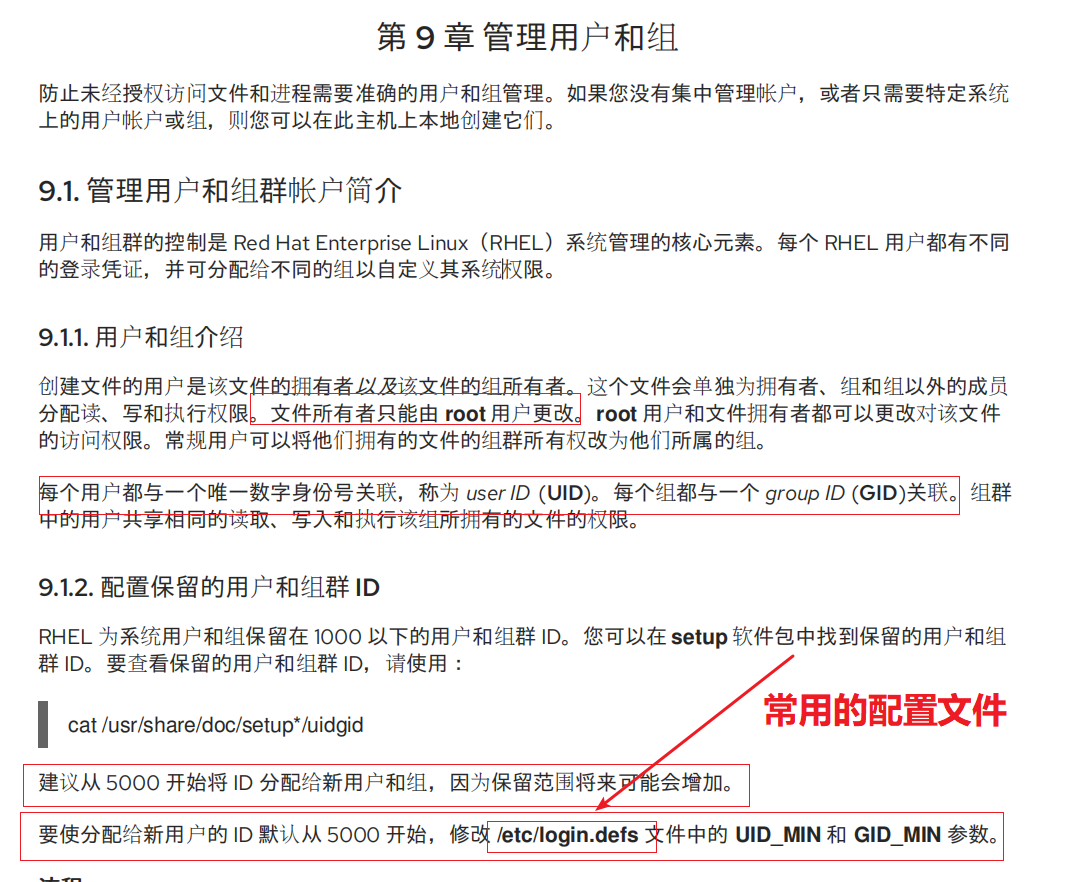 第 9 章 管理用户和组
防止未经授权访问文件和进程需要准确的用户和组管理。如果您没有集中管理帐户，或者只需要特定系统
上的用户帐户或组，则您可以在此主机上本地创建它们。
9.1. 管理用户和组群帐户简介
用户和组群的控制是 Red Hat Enterprise Linux（RHEL）系统管理的核心元素。每个 RHEL 用户都有不同
的登录凭证，并可分配给不同的组以自定义其系统权限。
9.1.1. 用户和组介绍
创建文件的用户是该文件的拥有者以及该文件的组所有者。这个文件会单独为拥有者、组和组以外的成员
分配读、写和执行权限。文件所有者只能由 root 用户更改。root 用户和文件拥有者都可以更改对该文件
的访问权限。常规用户可以将他们拥有的文件的组群所有权改为他们所属的组。
每个用户都与一个唯一数字身份号关联，称为 user ID (UID)。每个组都与一个 group ID (GID)关联。组群
中的用户共享相同的读取、写入和执行该组所拥有的文件的权限。
9.1.2. 配置保留的用户和组群 ID
RHEL 为系统用户和组保留在 1000 以下的用户和组群 ID。您可以在 setup 软件包中找到保留的用户和组
群 ID。要查看保留的用户和组群 ID，请使用：
常用的配置文件
cat /usr/share/doc/setup*/uidgid
建议从 5000 开始将 ID 分配给新用户和组，因为保留范围将来可能会增加。
要使分配给新用户的 ID 默认从 5000 开始，修改 /etc/login.defs 文件中的 UID_MIN 和 GID_MIN 参数。